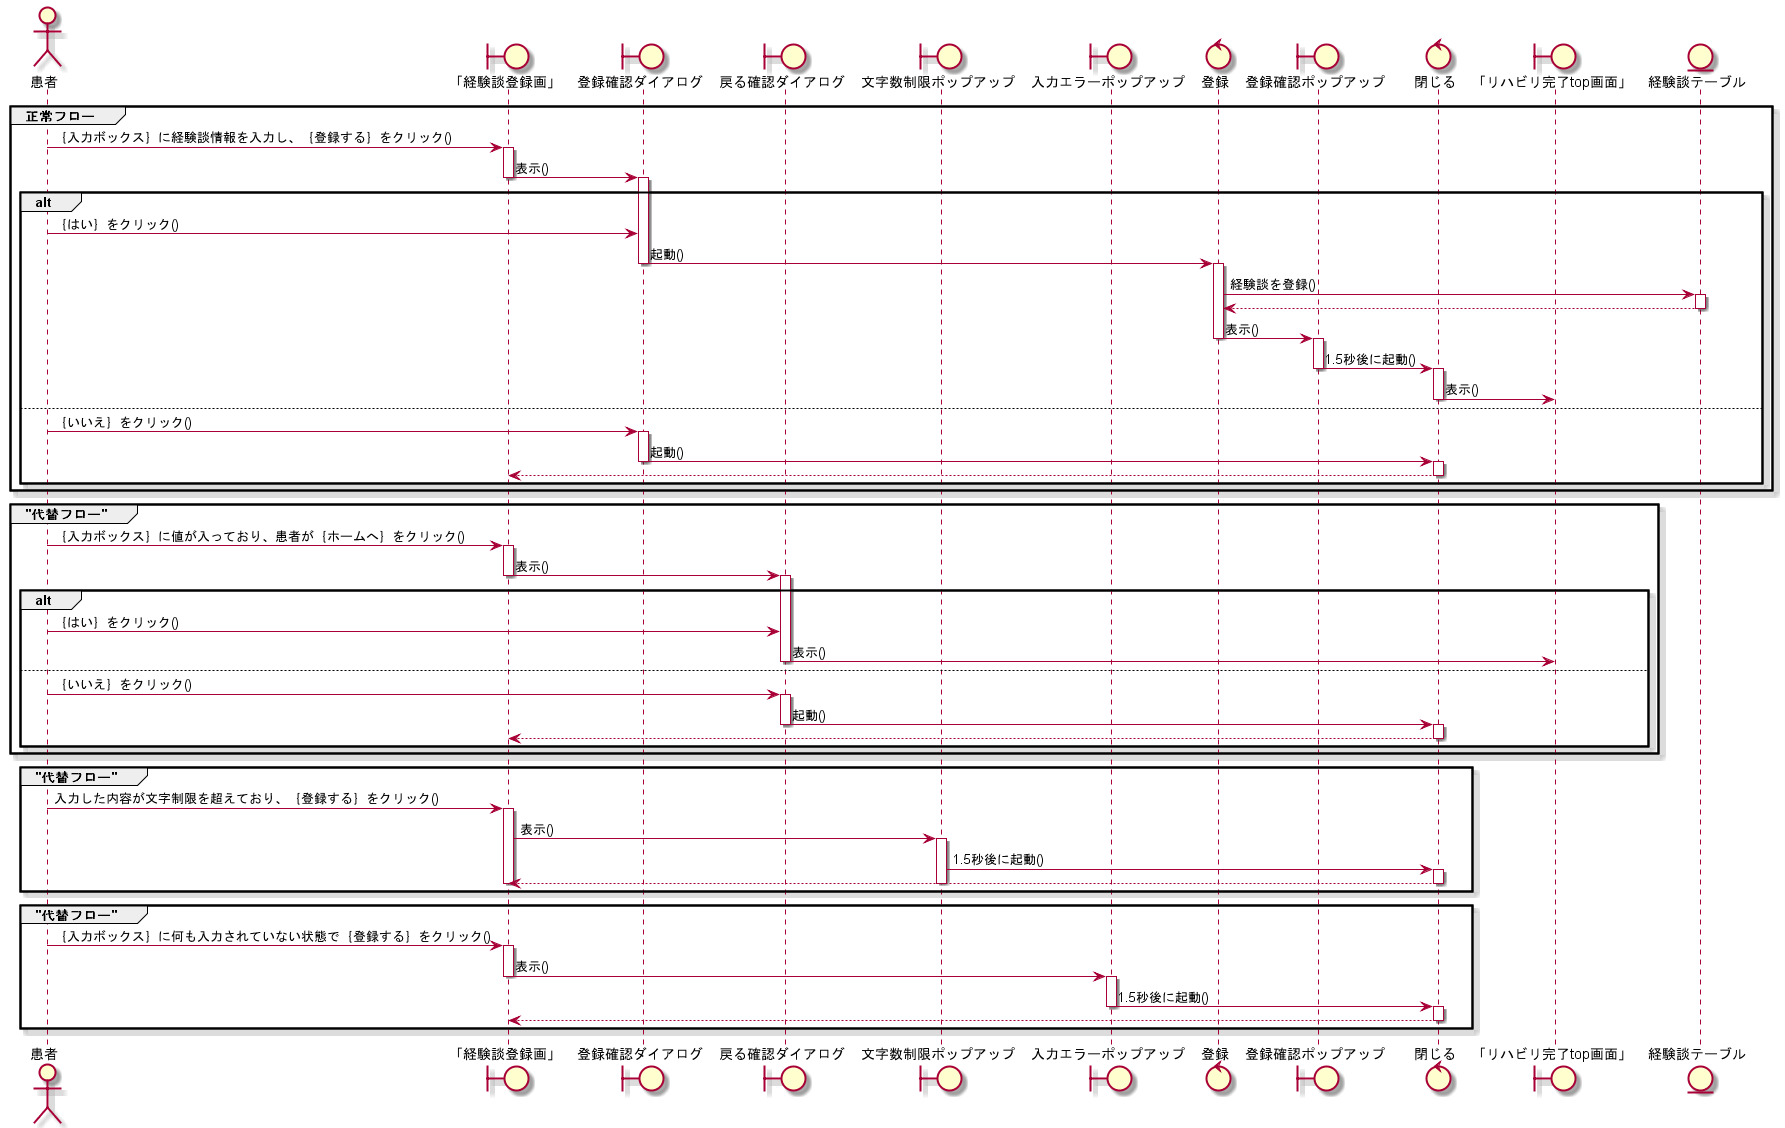 患者
「経験談登録画」
登録確認ダイアログ
戻る確認ダイアログ
文字数制限ポップアップ
入力エラーポップアップ
登録
登録確認ポップアップ
閉じる
「リハビリ完了top画面」
経験談テーブル
正常フロー
｛入力ボックス｝に経験談情報を入力し、｛登録する｝をクリック()
表示()
alt
｛はい｝をクリック()
起動()
経験談を登録()
表示()
1.5秒後に起動()
表示()
｛いいえ｝をクリック()
起動()
"代替フロー"
｛入力ボックス｝に値が入っており、患者が｛ホームへ｝をクリック()
表示()
alt
｛はい｝をクリック()
表示()
｛いいえ｝をクリック()
起動()
"代替フロー"
入力した内容が文字制限を超えており、｛登録する｝をクリック()
表示()
1.5秒後に起動()
"代替フロー"
｛入力ボックス｝に何も入力されていない状態で｛登録する｝をクリック()
表示()
1.5秒後に起動()
患者
「経験談登録画」
登録確認ダイアログ
戻る確認ダイアログ
文字数制限ポップアップ
入力エラーポップアップ
登録
登録確認ポップアップ
閉じる
「リハビリ完了top画面」
経験談テーブル